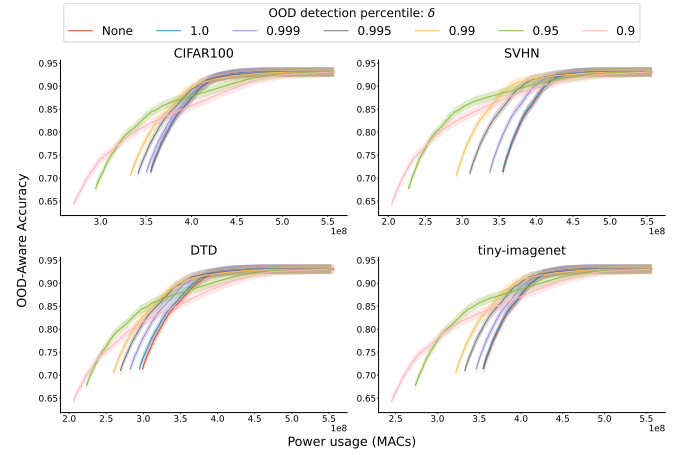 OOD detection percentile: δ
None 1.0 0.999 0.995 0.99 0.95 0.9
CIFAR100
0.95
0.90
0.85
0.80
0.75
0.70
0.65
3.0 3.5 4.0 4.5 5.0 5.5
1e8
SVHN
0.95
0.90
0.85
0.80
0.75
0.70
0.65
2.0 2.5 3.0 3.5 4.0 4.5 5.0 5.5
1e8
OOD-Aware Accuracy
DTD
0.95
0.90
0.85
0.80
0.75
0.70
0.65
2.0 2.5 3.0 3.5 4.0 4.5 5.0 5.5
1e8
tiny-imagenet
0.95
0.90
0.85
0.80
0.75
0.70
0.65
2.5 3.0 3.5 4.0 4.5 5.0 5.5
1e8
Power usage (MACs)